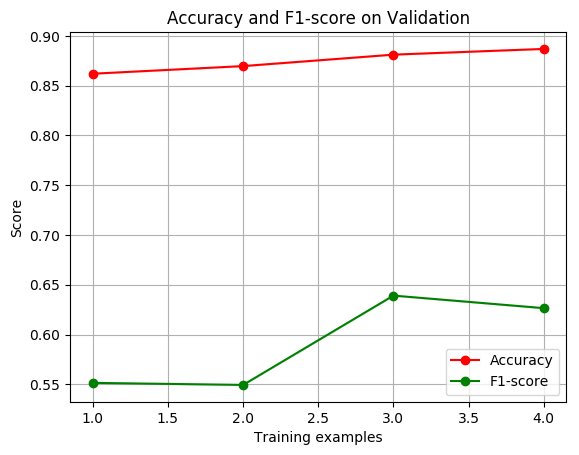 Accuracy and F1-score on Validation
0.90
0.85
0.80
0.75
0.70
0.65
0.60
0.55
Score
1.0 1.5 2.0 2.5 3.0 3.5 4.0
Training examples
Accuracy
F1-score